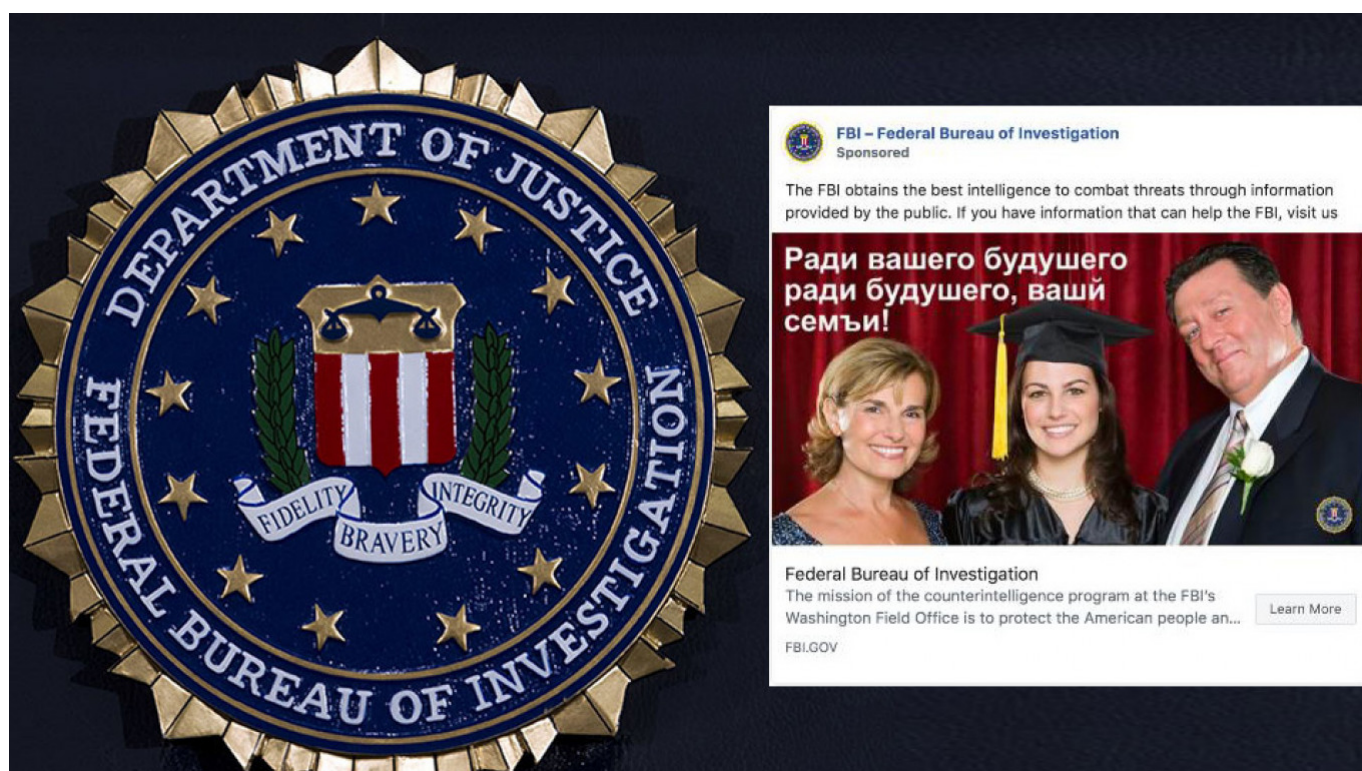 DEPARTMENT OF JUSTICE
FEDERAL BUREAU OF INVESTIGATION
FIDELITY
BRAVERY
INTEGRITY
FBI – Federal Bureau of Investigation
Sponsored
The FBI obtains the best intelligence to combat threats through information
provided by the public. If you have information that can help the FBI, visit us
Ради вашего будушего
ради будушего, вашй
семъи!
Federal Bureau of Investigation
The mission of the counterintelligence program at the FBI's
Washington Field Office is to protect the American people an...
Learn More
FBI.GOV